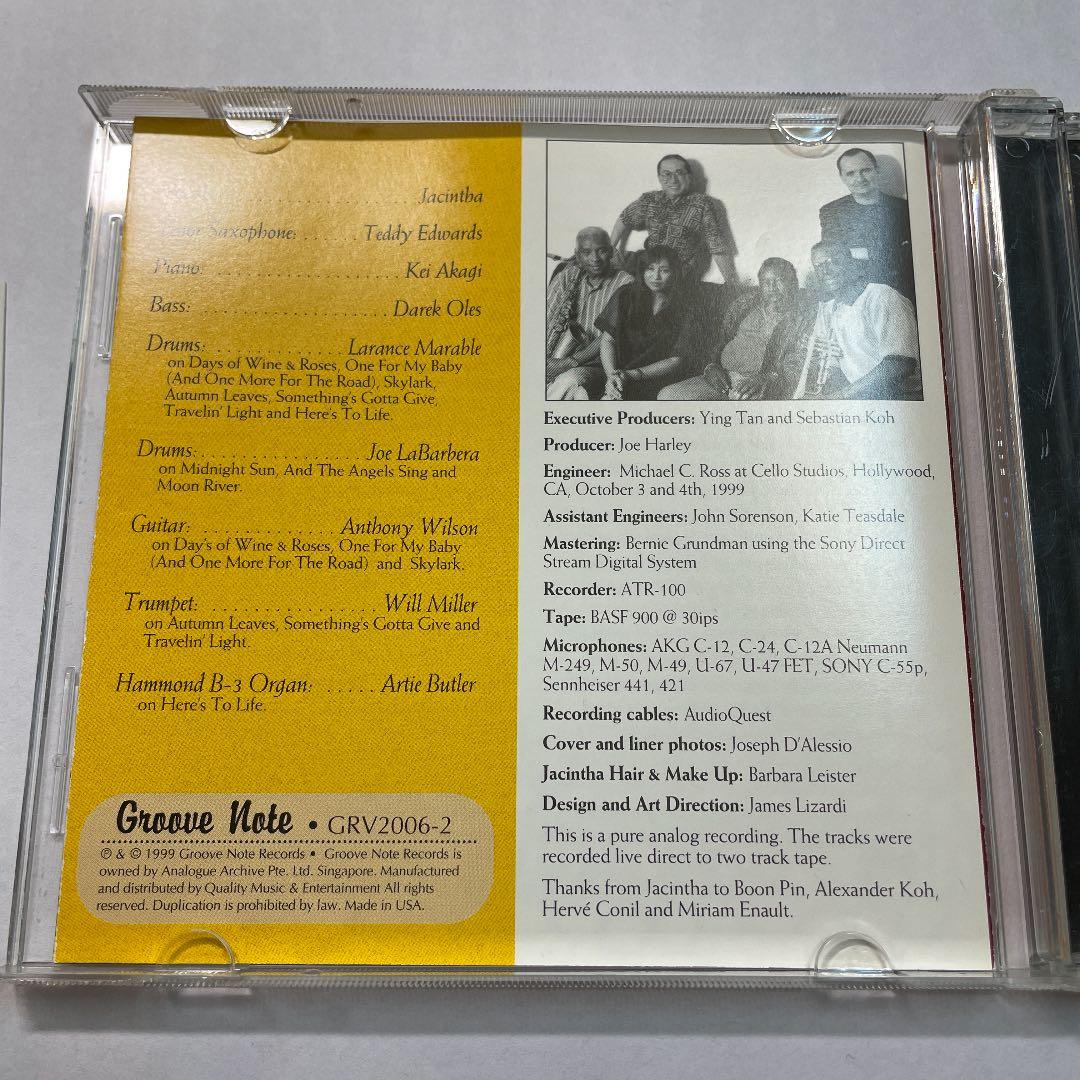 . . . . . . . . . . . . . . . Jacintha
Tenor Saxophone: . . . . . . Teddy Edwards
Piano: . . . . . . . . . . . . . . . . . Kei Akagi
Bass: . . . . . . . . . . . . . . . . . . . Darek Oles
Drums: . . . . . . . . . . . . . Larance Marable
on Days of Wine & Roses, One For My Baby
(And One More For The Road), Skylark,
Autumn Leaves, Something's Gotta Give,
Travelin' Light and Here's To Life.
Drums: . . . . . . . . . . . . . . . . Joe LaBarbera
on Midnight Sun, And The Angels Sing and
Moon River.
Guitar: . . . . . . . . . . . . . Anthony Wilson
on Day's of Wine & Roses, One For My Baby
(And One More For The Road) and Skylark.
Trumpet: . . . . . . . . . . . . . . . . Will Miller
on Autumn Leaves, Something's Gotta Give and
Travelin' Light.
Hammond B-3 Organ: . . . . . Artie Butler
on Here's To Life.
Groove Note • GRV2006-2
℗ & © 1999 Groove Note Records • Groove Note Records is
owned by Analogue Archive Pte. Ltd. Singapore. Manufactured
and distributed by Quality Music & Entertainment All rights
reserved. Duplication is prohibited by law. Made in USA.
Executive Producers: Ying Tan and Sebastian Koh
Producer: Joe Harley
Engineer: Michael C. Ross at Cello Studios, Hollywood,
CA, October 3 and 4th, 1999
Assistant Engineers: John Sorenson, Katie Teasdale
Mastering: Bernie Grundman using the Sony Direct
Stream Digital System
Recorder: ATR-100
Tape: BASF 900 @ 30ips
Microphones: AKG C-12, C-24, C-12A Neumann
M-249, M-50, M-49, U-67, U-47 FET, SONY C-55p,
Sennheiser 441, 421
Recording cables: AudioQuest
Cover and liner photos: Joseph D'Alessio
Jacintha Hair & Make Up: Barbara Leister
Design and Art Direction: James Lizardi
This is a pure analog recording. The tracks were
recorded live direct to two track tape.
Thanks from Jacintha to Boon Pin, Alexander Koh,
Hervé Conil and Miriam Enault.